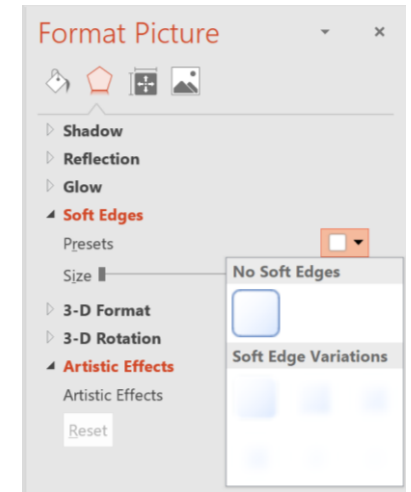 Format Picture
Shadow
Reflection
Glow
Soft Edges
Presets
Size
No Soft Edges
3-D Format
3-D Rotation
Soft Edge Variations
Artistic Effects
Artistic Effects
Reset